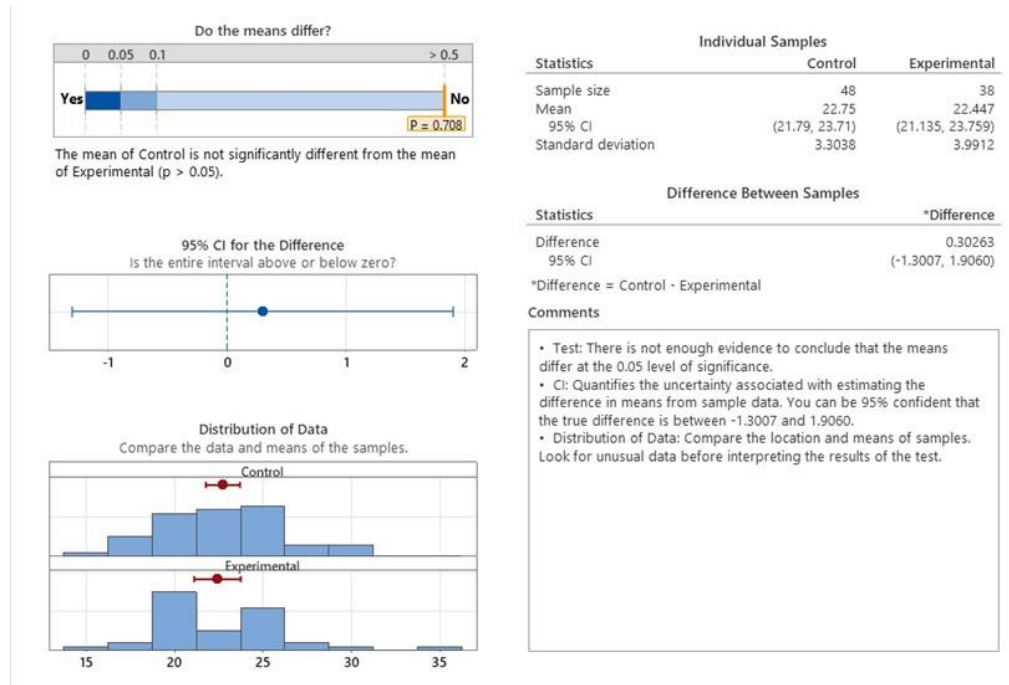 Do the means differ?
0 0.05 0.1 > 0.5
Yes No
P = 0.708
The mean of Control is not significantly different from the mean
of Experimental (p > 0.05).
95% CI for the Difference
Is the entire interval above or below zero?
-1 0 1 2
Distribution of Data
Compare the data and means of the samples.
Control
Experimental
15 20 25 30 35
Individual Samples
Statistics Control Experimental
Sample size 48 38
Mean 22.75 22.447
95% CI (21.79, 23.71) (21.135, 23.759)
Standard deviation 3.3038 3.9912
Difference Between Samples
Statistics *Difference
Difference 0.30263
95% CI (-1.3007, 1.9060)
*Difference = Control - Experimental
Comments
• Test: There is not enough evidence to conclude that the means
differ at the 0.05 level of significance.
• CI: Quantifies the uncertainty associated with estimating the
difference in means from sample data. You can be 95% confident that
the true difference is between -1.3007 and 1.9060.
• Distribution of Data: Compare the location and means of samples.
Look for unusual data before interpreting the results of the test.